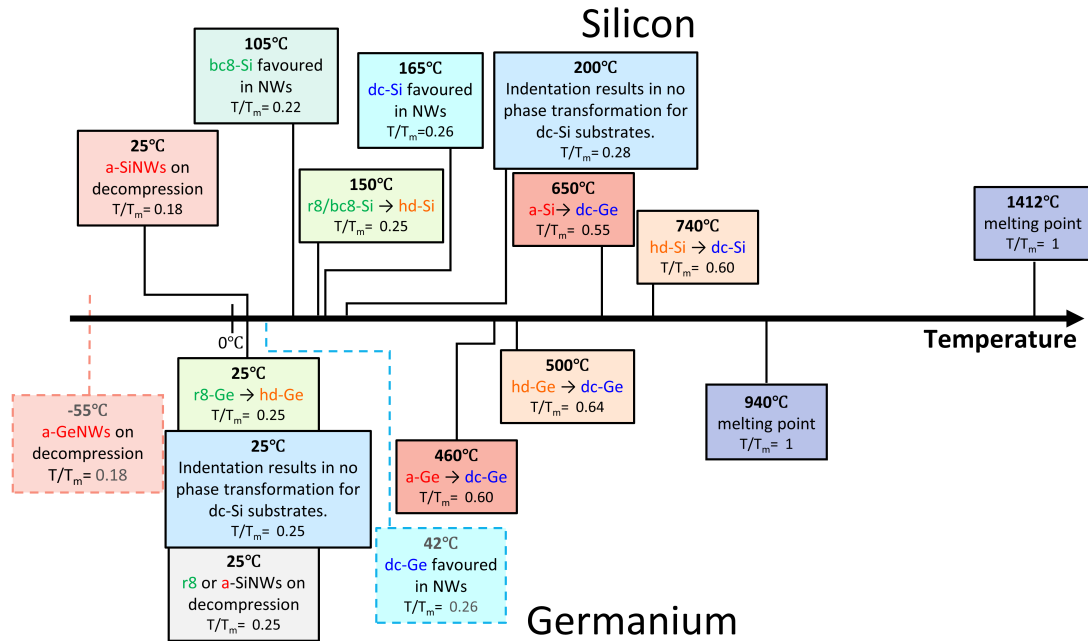 Silicon
105℃
bc8-Si favoured
in NWs
T/Tm= 0.22
165℃
dc-Si favoured
in NWs
T/Tm=0.26
200℃
Indentation results in no
phase transformation for
dc-Si substrates.
T/Tm= 0.28
25℃
a-SiNWs on
decompression
T/Tm= 0.18
150℃
r8/bc8-Si → hd-Si
T/Tm= 0.25
650℃
a-Si→ dc-Ge
T/Tm= 0.55
740℃
hd-Si → dc-Si
T/Tm= 0.60
1412℃
melting point
T/Tm= 1
0℃
Temperature
-55℃
a-GeNWs on
decompression
T/Tm= 0.18
25℃
r8-Ge → hd-Ge
T/Tm= 0.25
25℃
Indentation results in no
phase transformation for
dc-Si substrates.
T/Tm= 0.25
25℃
r8 or a-SiNWs on
decompression
T/Tm= 0.25
42℃
dc-Ge favoured
in NWs
T/Tm= 0.26
460℃
a-Ge → dc-Ge
T/Tm= 0.60
500℃
hd-Ge → dc-Ge
T/Tm= 0.64
940℃
melting point
T/Tm= 1
Germanium